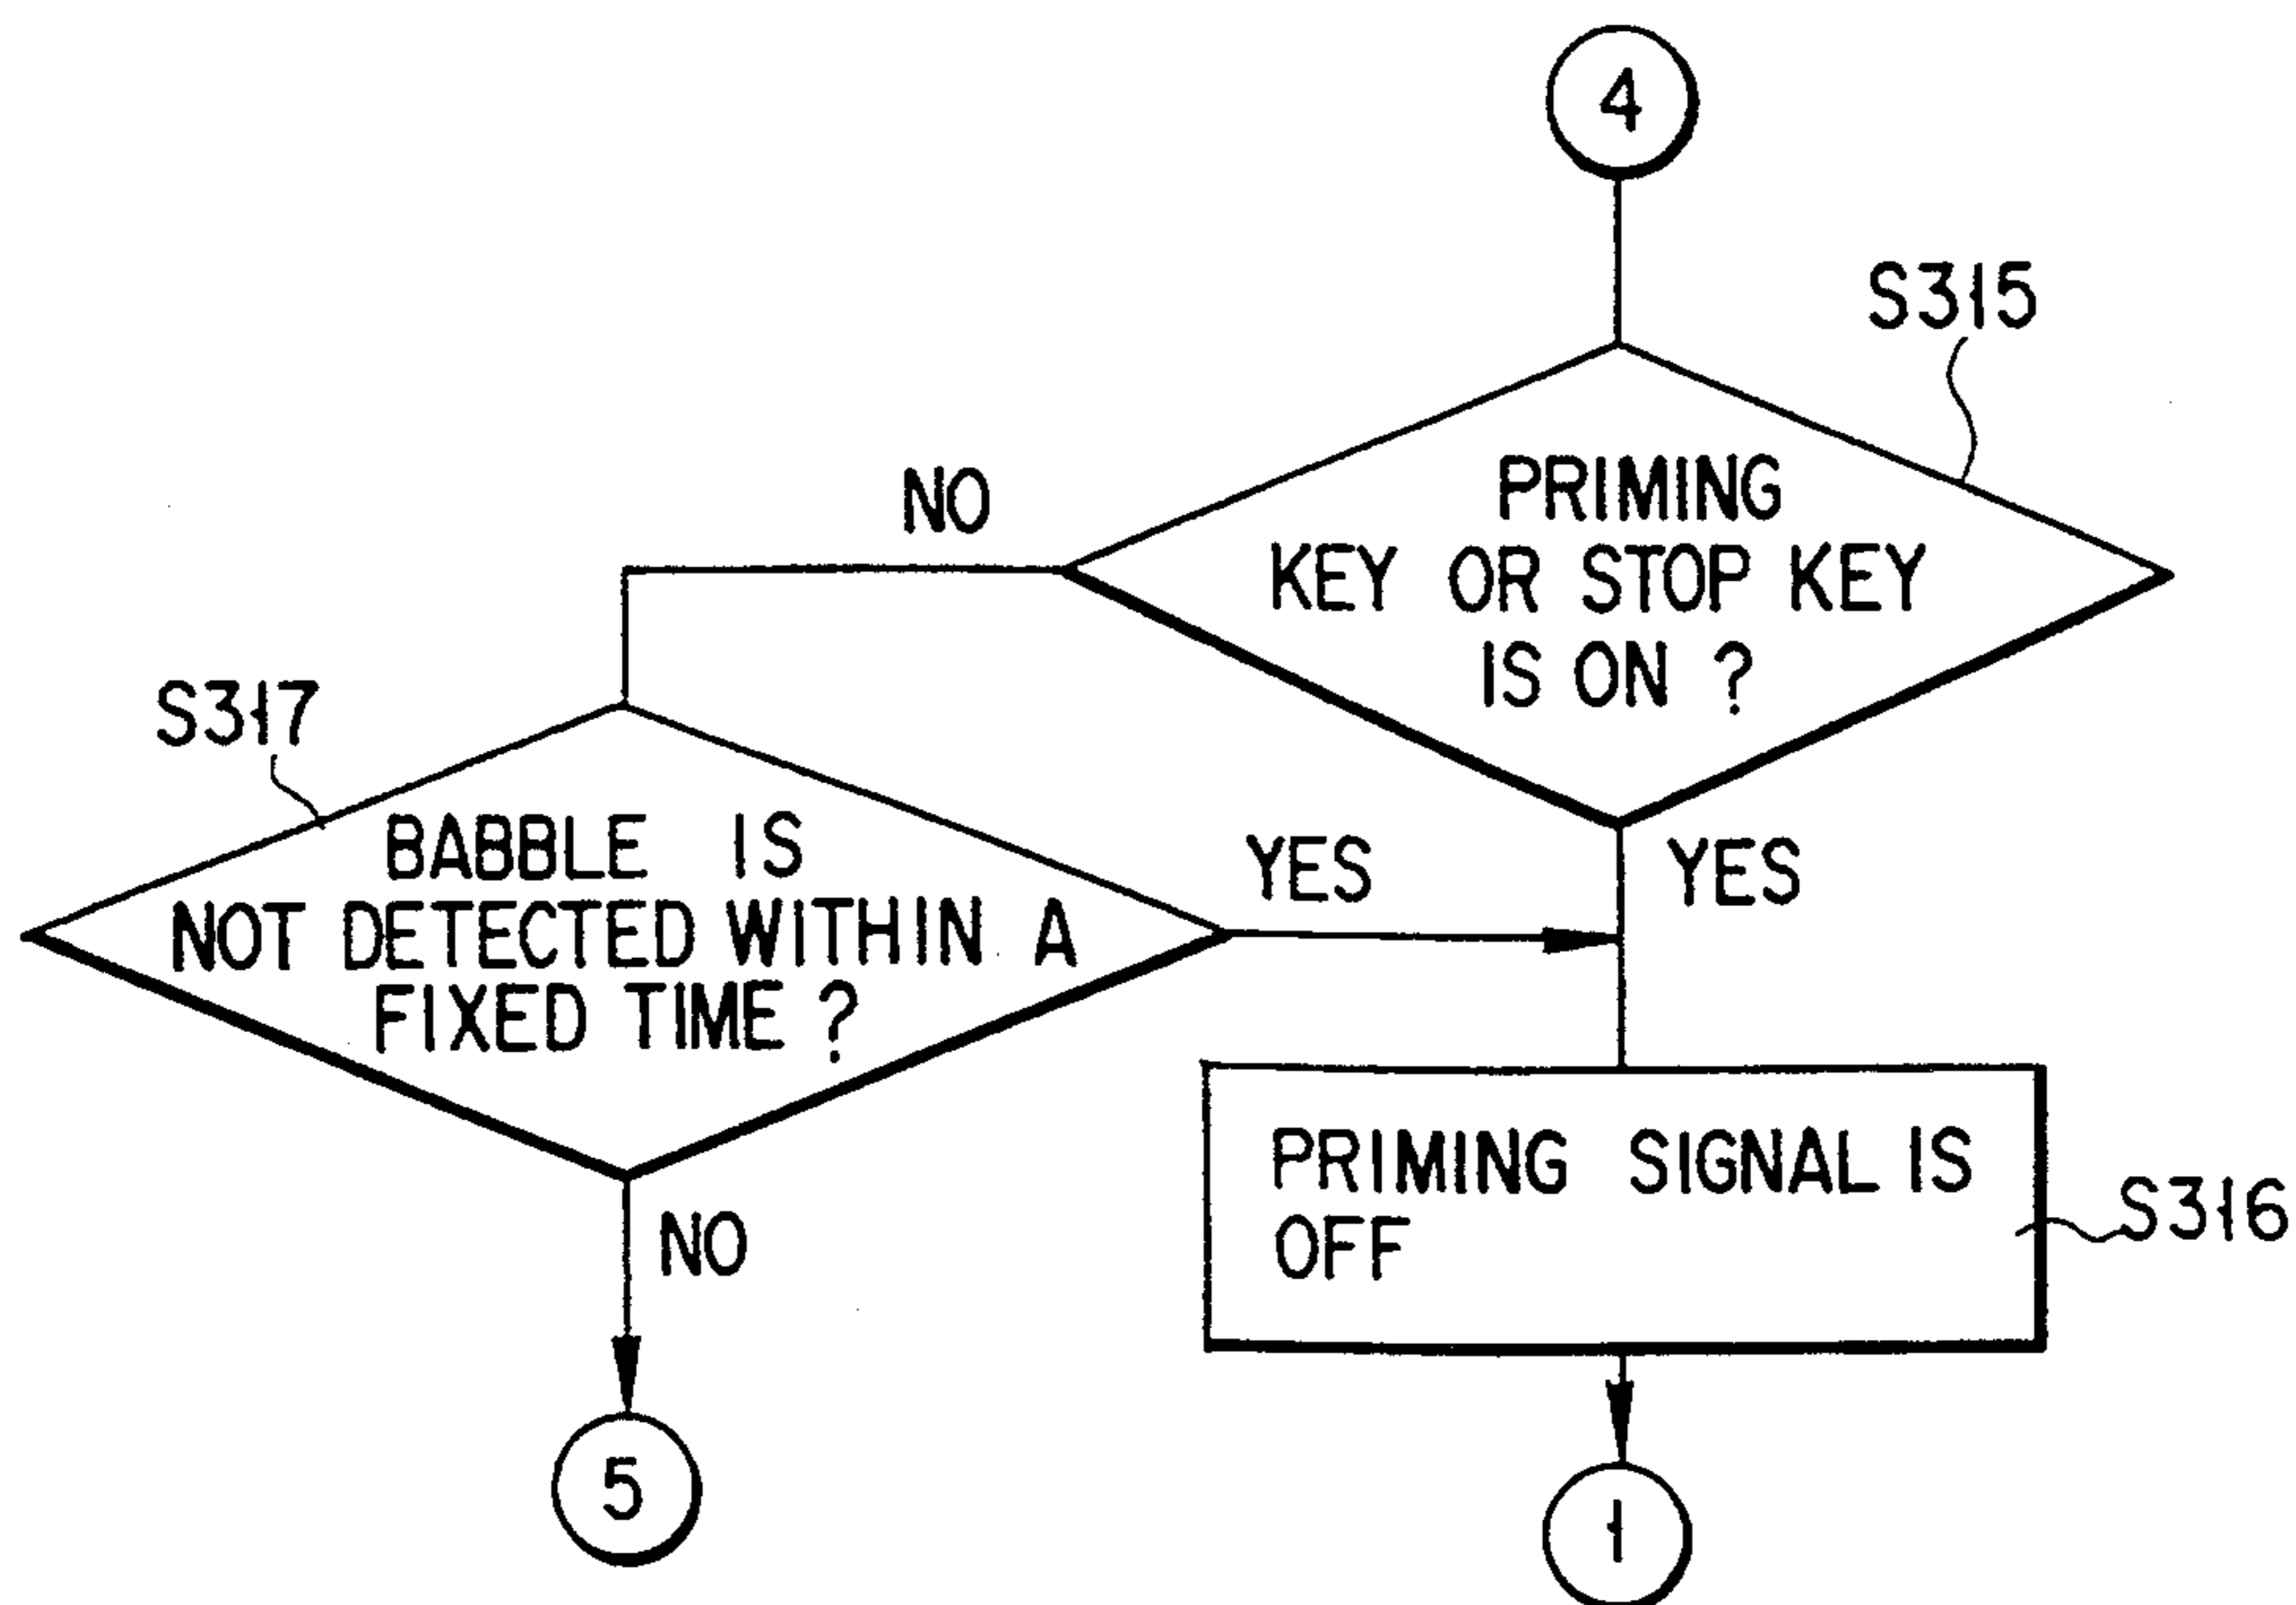 4
S315
PRIMING
KEY OR STOP KEY
IS ON ?
NO
YES
S317
BABBLE IS
NOT DETECTED WITHIN A
FIXED TIME ?
YES
NO
PRIMING SIGNAL IS
OFF
S316
5
1